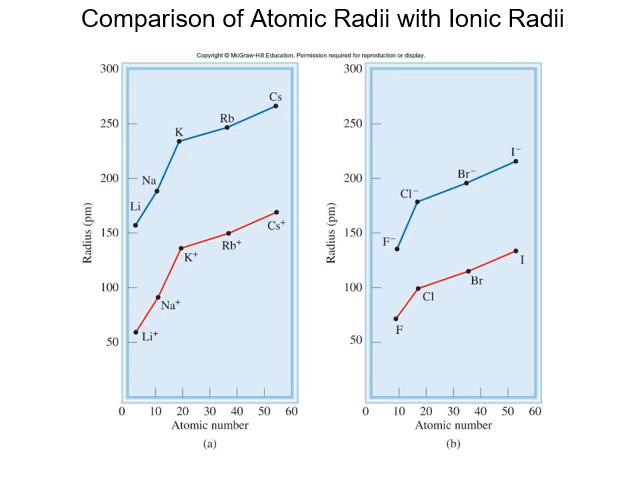 Comparison of Atomic Radii with Ionic Radii
Copyright © McGraw-Hill Education. Permission required for reproduction or display.
300
250
200
150
100
50
0
10
20
30
40
50
60
Radius (pm)
Atomic number
(a)
Li
Na
K
Rb
Cs
Li⁺
Na⁺
K⁺
Rb⁺
Cs⁺
300
250
200
150
100
50
0
10
20
30
40
50
60
Radius (pm)
Atomic number
(b)
F⁻
Cl⁻
Br⁻
I⁻
F
Cl
Br
I